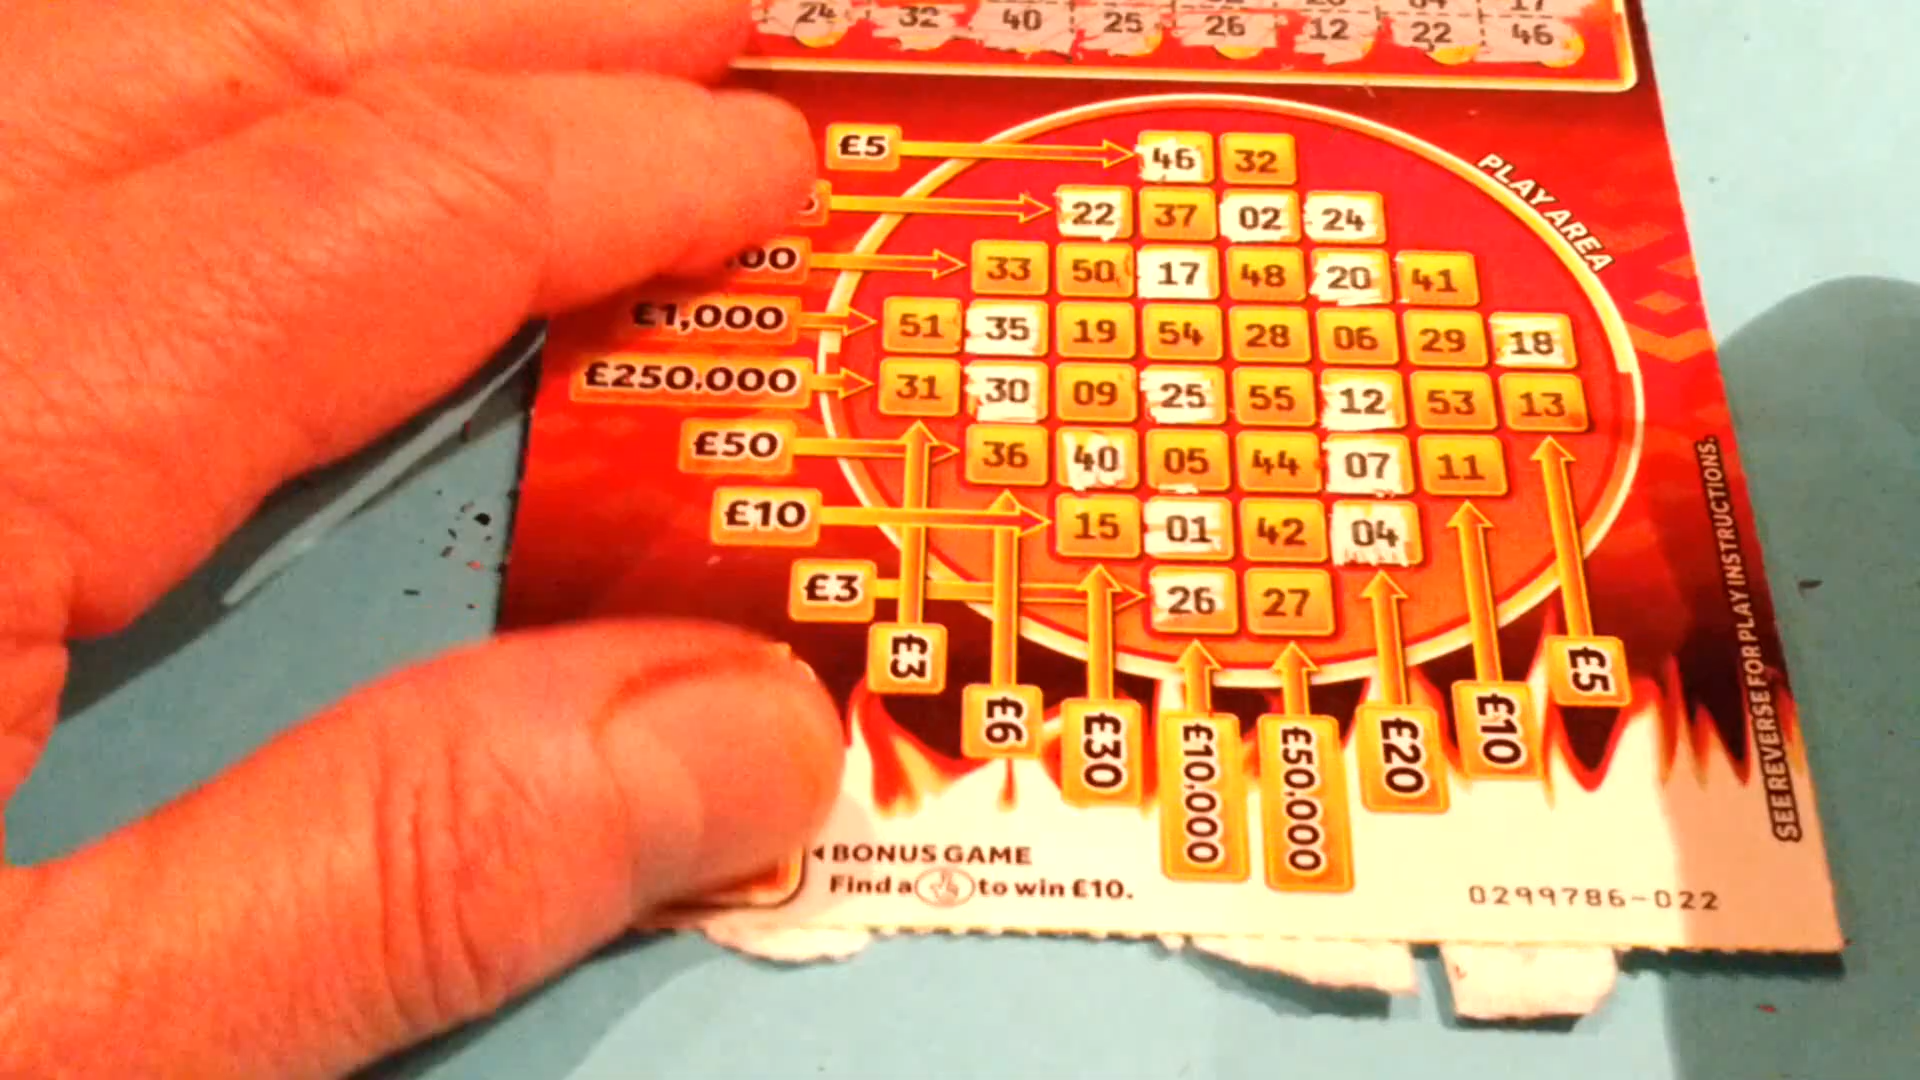 24 32 40 25 26 12 22 46
£5 46 32
22 37 02 24
33 50 17 48 20 41
£1,000 51 35 19 54 28 06 29 18
£250,000 31 30 09 25 55 12 53 13
£50 36 40 05 44 07 11
£10 15 01 42 04
£3 26 27
£3 £6 £30 £10,000 £50,000 £20 £10 £5
PLAY AREA
SEE REVERSE FOR PLAY INSTRUCTIONS.
BONUS GAME
Find a to win £10.
0299786-022